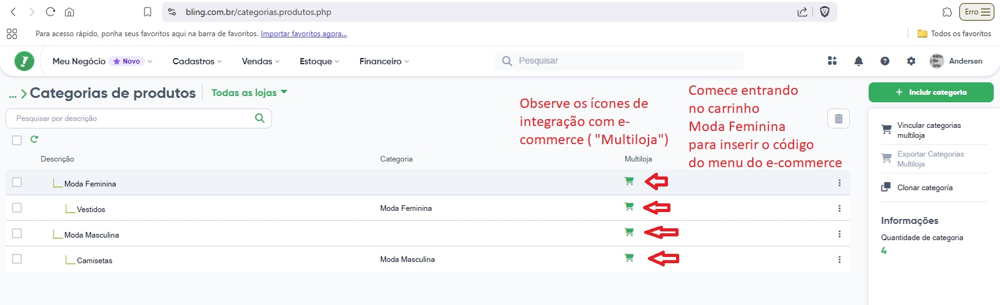 bling.com.br/categorias.produtos.php
Erro
Para acesso rápido, ponha seus favoritos aqui na barra de favoritos. Importar favoritos agora...
Todos os favoritos
Meu Negócio Novo Cadastros Vendas Estoque Financeiro
Pesquisar
Anderson
... > Categorias de produtos Todas as lojas
Observe os ícones de
integração com e-
commerce ( "Multiloja")
Comece entrando
no carrinho
Moda Feminina
para inserir o código
do menu do e-commerce
+ Incluir categoria
Pesquisar por descrição
Vincular categorias
multiloja
Exportar Categorias
Multiloja
Clonar categoría
Informações
Quantidade de categoria
4
Descrição Categoria Multiloja
Moda Feminina
Vestidos Moda Feminina
Moda Masculina
Camisetas Moda Masculina